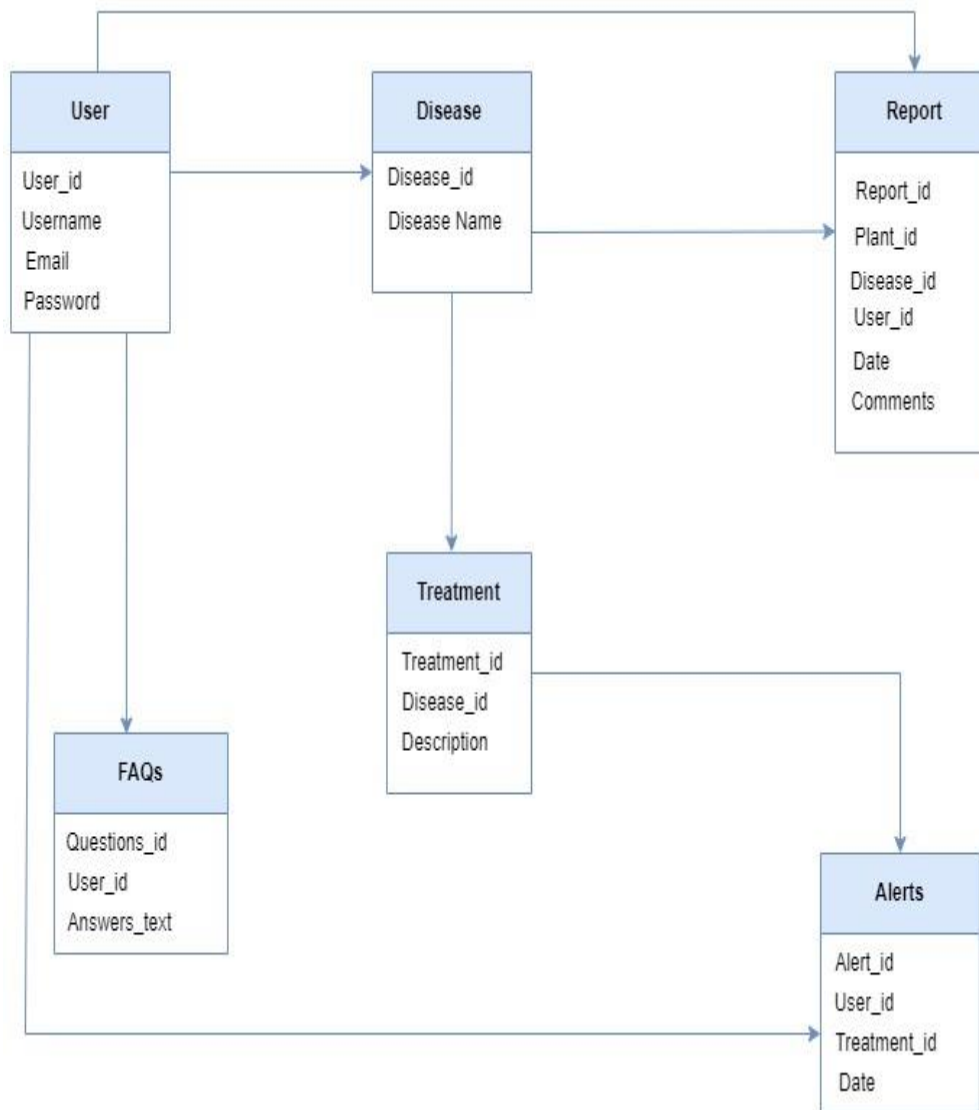 User
User_id
Username
Email
Password
Disease
Disease_id
Disease Name
Report
Report_id
Plant_id
Disease_id
User_id
Date
Comments
Treatment
Treatment_id
Disease_id
Description
FAQs
Questions_id
User_id
Answers_text
Alerts
Alert_id
User_id
Treatment_id
Date